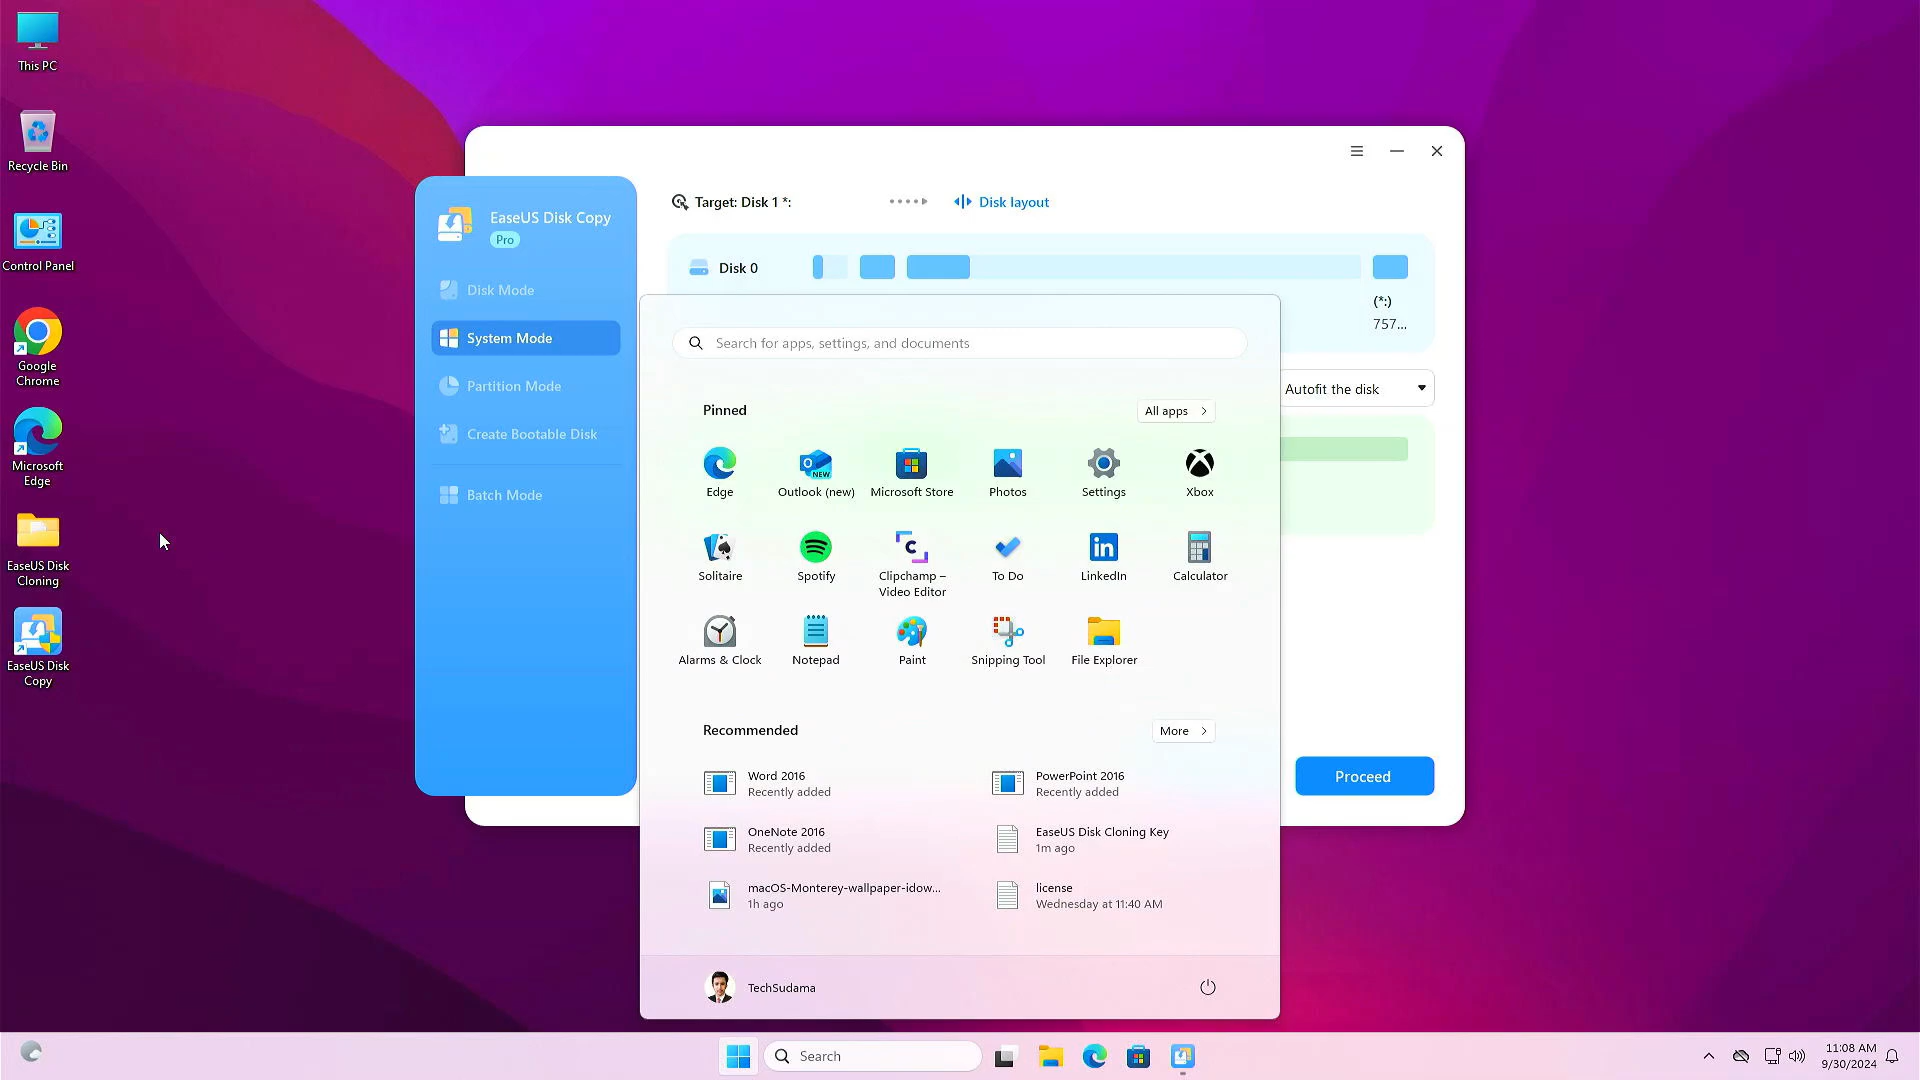 This PC
Recycle Bin
Control Panel
Google
Chrome
Microsoft
Edge
EaseUS Disk
Cloning
EaseUS Disk
Copy
EaseUS Disk Copy
Pro
Disk Mode
System Mode
Partition Mode
Create Bootable Disk
Batch Mode
Target: Disk 1 *:
Disk layout
Disk 0
(*:)
757...
Autofit the disk
Proceed
Search for apps, settings, and documents
Pinned
All apps
Edge
Outlook (new)
Microsoft Store
Photos
Settings
Xbox
Solitaire
Spotify
Clipchamp –
Video Editor
To Do
LinkedIn
Calculator
Alarms & Clock
Notepad
Paint
Snipping Tool
File Explorer
Recommended
More
Word 2016
Recently added
PowerPoint 2016
Recently added
OneNote 2016
Recently added
EaseUS Disk Cloning Key
1m ago
macOS-Monterey-wallpaper-idow...
1h ago
license
Wednesday at 11:40 AM
TechSudama
Search
11:08 AM
9/30/2024